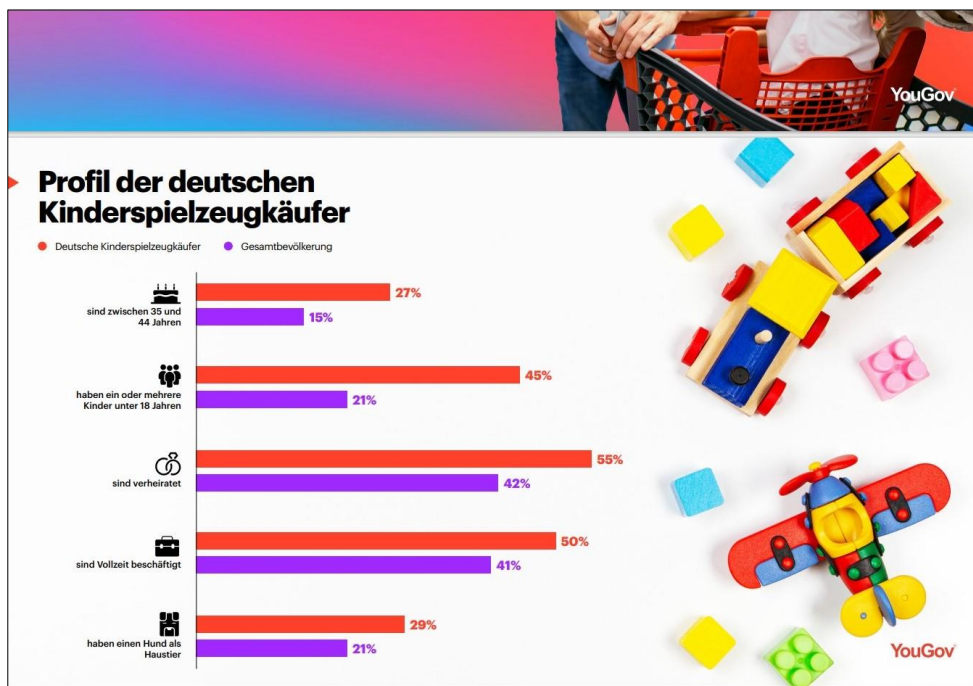 YouGov
Profil der deutschen
Kinderspielzeugkäufer
Deutsche Kinderspielzeugkäufer
Gesamtbevölkerung
27%
sind zwischen 35 und
44 Jahren
15%
45%
haben ein oder mehrere
Kinder unter 18 Jahren
21%
55%
sind verheiratet
42%
50%
sind Vollzeit beschäftigt
41%
29%
haben einen Hund als
Haustier
21%
YouGov